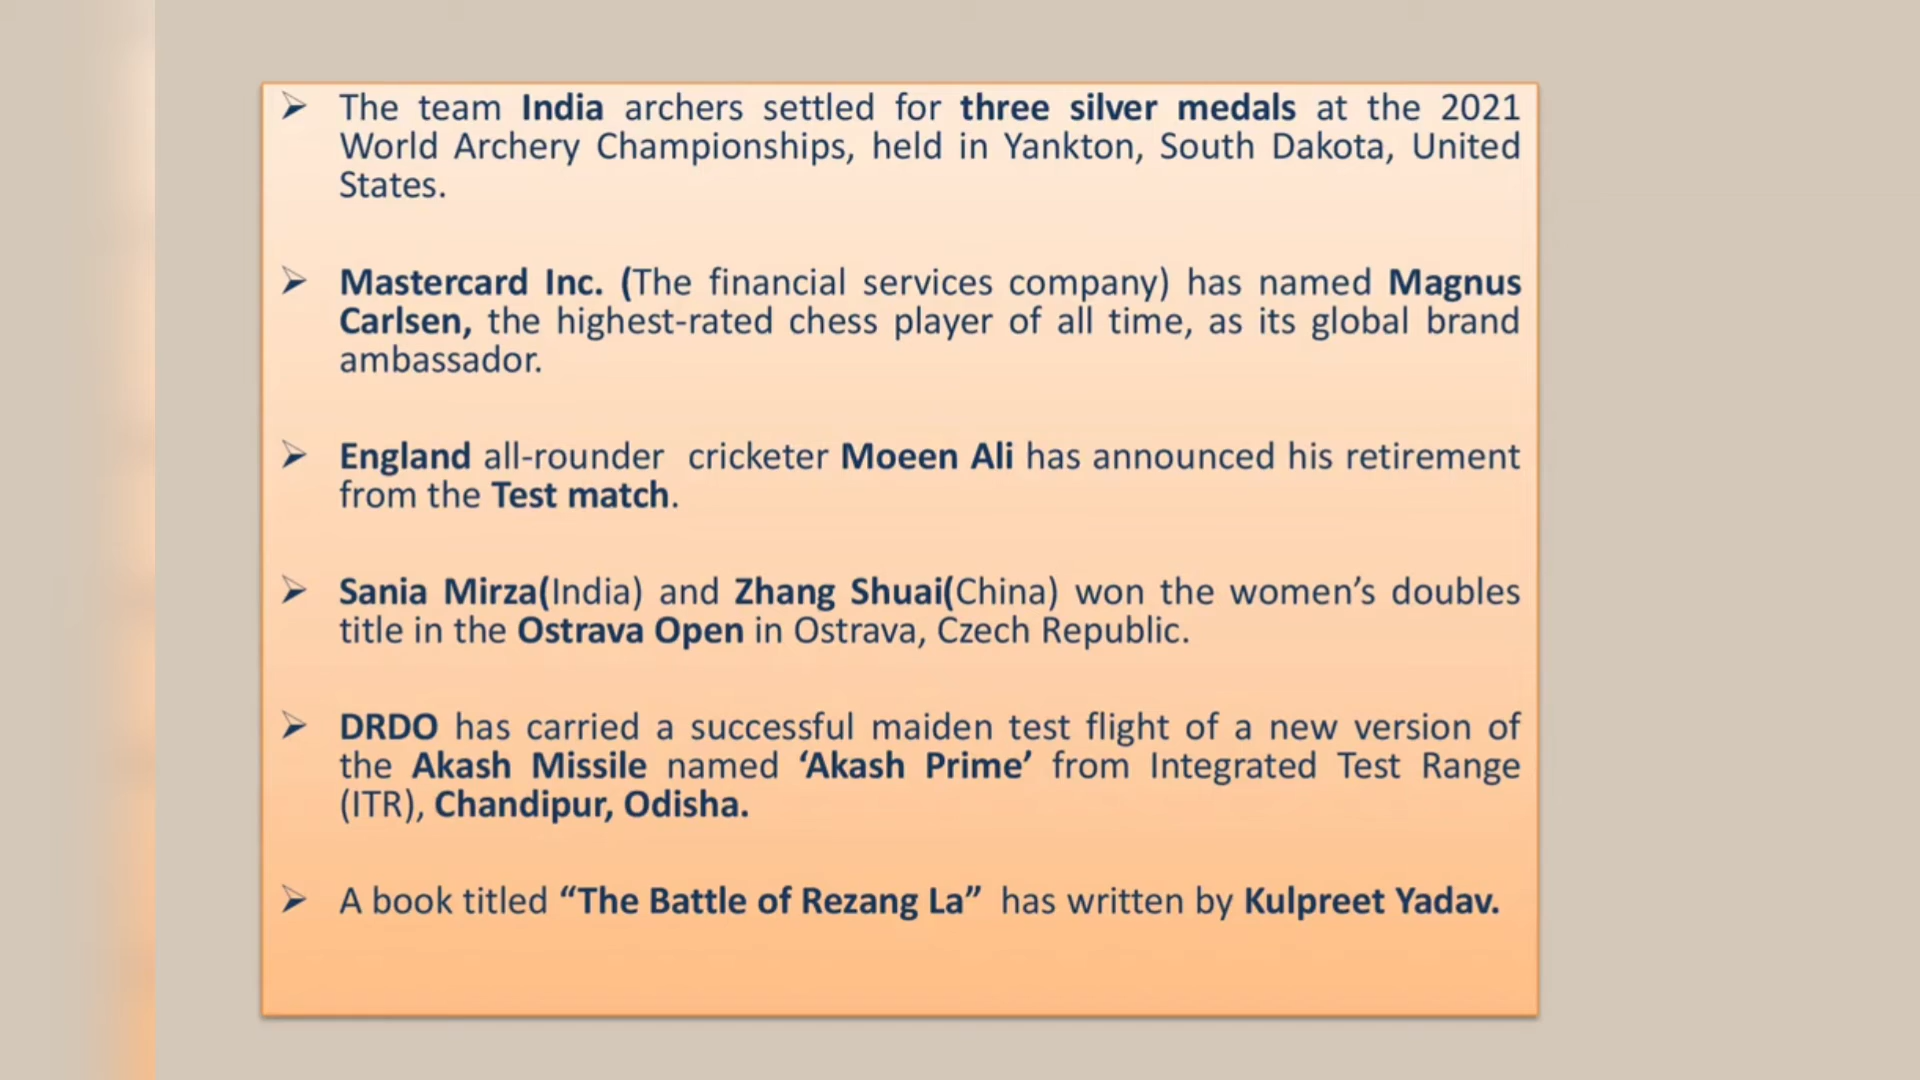 ➢ The team India archers settled for three silver medals at the 2021
World Archery Championships, held in Yankton, South Dakota, United
States.
➢ Mastercard Inc. (The financial services company) has named Magnus
Carlsen, the highest-rated chess player of all time, as its global brand
ambassador.
➢ England all-rounder cricketer Moeen Ali has announced his retirement
from the Test match.
➢ Sania Mirza(India) and Zhang Shuai(China) won the women’s doubles
title in the Ostrava Open in Ostrava, Czech Republic.
➢ DRDO has carried a successful maiden test flight of a new version of
the Akash Missile named ‘Akash Prime’ from Integrated Test Range
(ITR), Chandipur, Odisha.
➢ A book titled “The Battle of Rezang La” has written by Kulpreet Yadav.